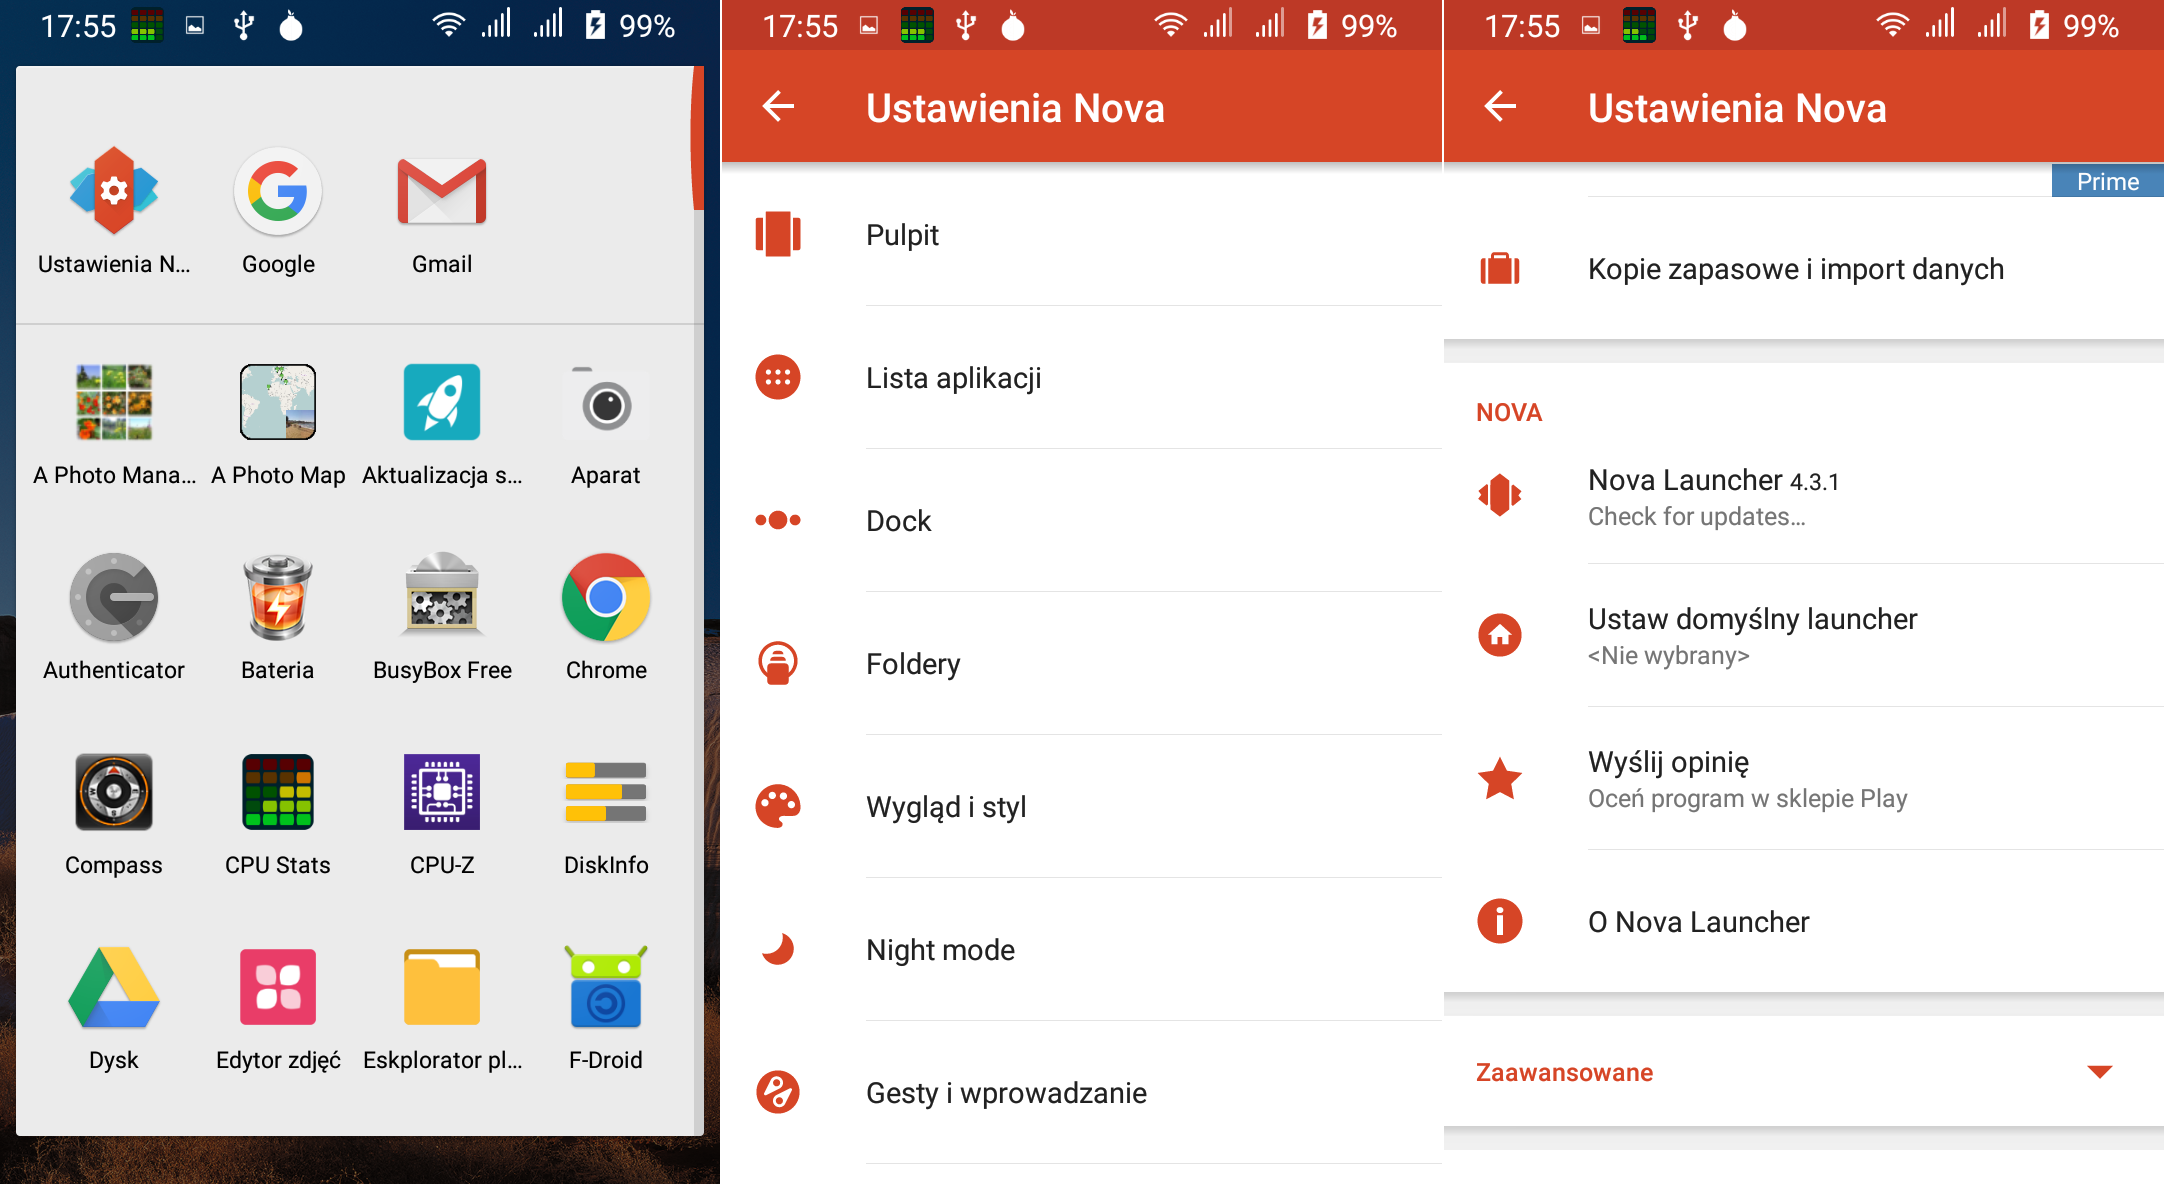 17:55 99%
Ustawienia N... Google Gmail
A Photo Mana... A Photo Map Aktualizacja s... Aparat
Authenticator Bateria BusyBox Free Chrome
Compass CPU Stats CPU-Z DiskInfo
Dysk Edytor zdjęć Eskplorator pl... F-Droid
17:55 99%
Ustawienia Nova
Pulpit
Lista aplikacji
Dock
Foldery
Wygląd i styl
Night mode
Gesty i wprowadzanie
17:55 99%
Ustawienia Nova
Prime
Kopie zapasowe i import danych
NOVA
Nova Launcher 4.3.1
Check for updates...
Ustaw domyślny launcher
<Nie wybrany>
Wyślij opinię
Oceń program w sklepie Play
O Nova Launcher
Zaawansowane